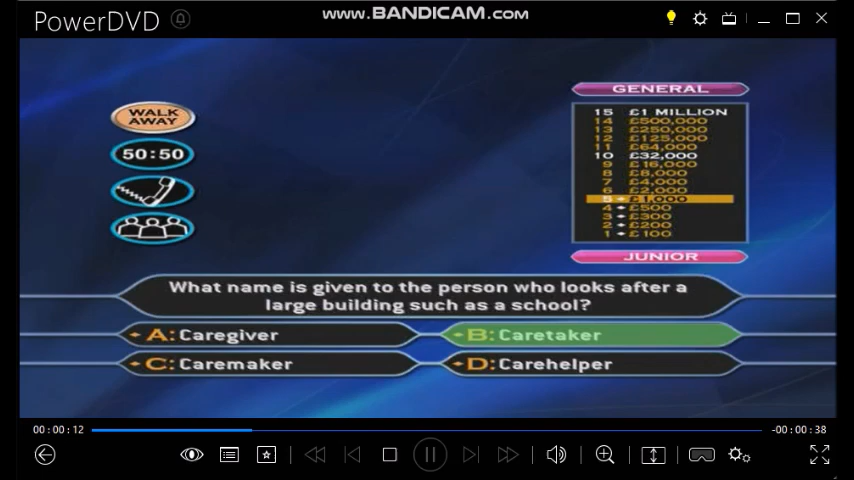 PowerDVD
www.BANDICAM.com
WALK
AWAY
50:50
GENERAL
15 £1 MILLION
14 £500,000
13 £250,000
12 £125,000
11 £64,000
10 £32,000
9 £16,000
8 £8,000
7 £4,000
6 £2,000
5 £1,000
4 £500
3 £300
2 £200
1 £100
JUNIOR
What name is given to the person who looks after a
large building such as a school?
A: Caregiver
B: Caretaker
C: Caremaker
D: Carehelper
00:00:12
-00:00:38